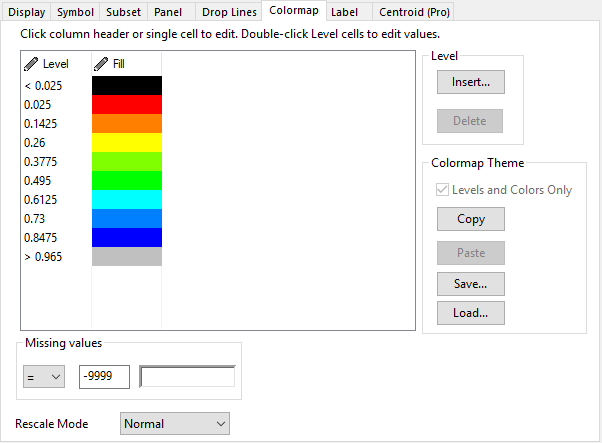 Display Symbol Subset Panel Drop Lines Colormap Label Centroid (Pro)
Click column header or single cell to edit. Double-click Level cells to edit values.
Level Fill
< 0.025
0.025
0.1425
0.26
0.3775
0.495
0.6125
0.73
0.8475
> 0.965
Level
Insert...
Delete
Colormap Theme
Levels and Colors Only
Copy
Paste
Save...
Load...
Missing values
= -9999
Rescale Mode Normal